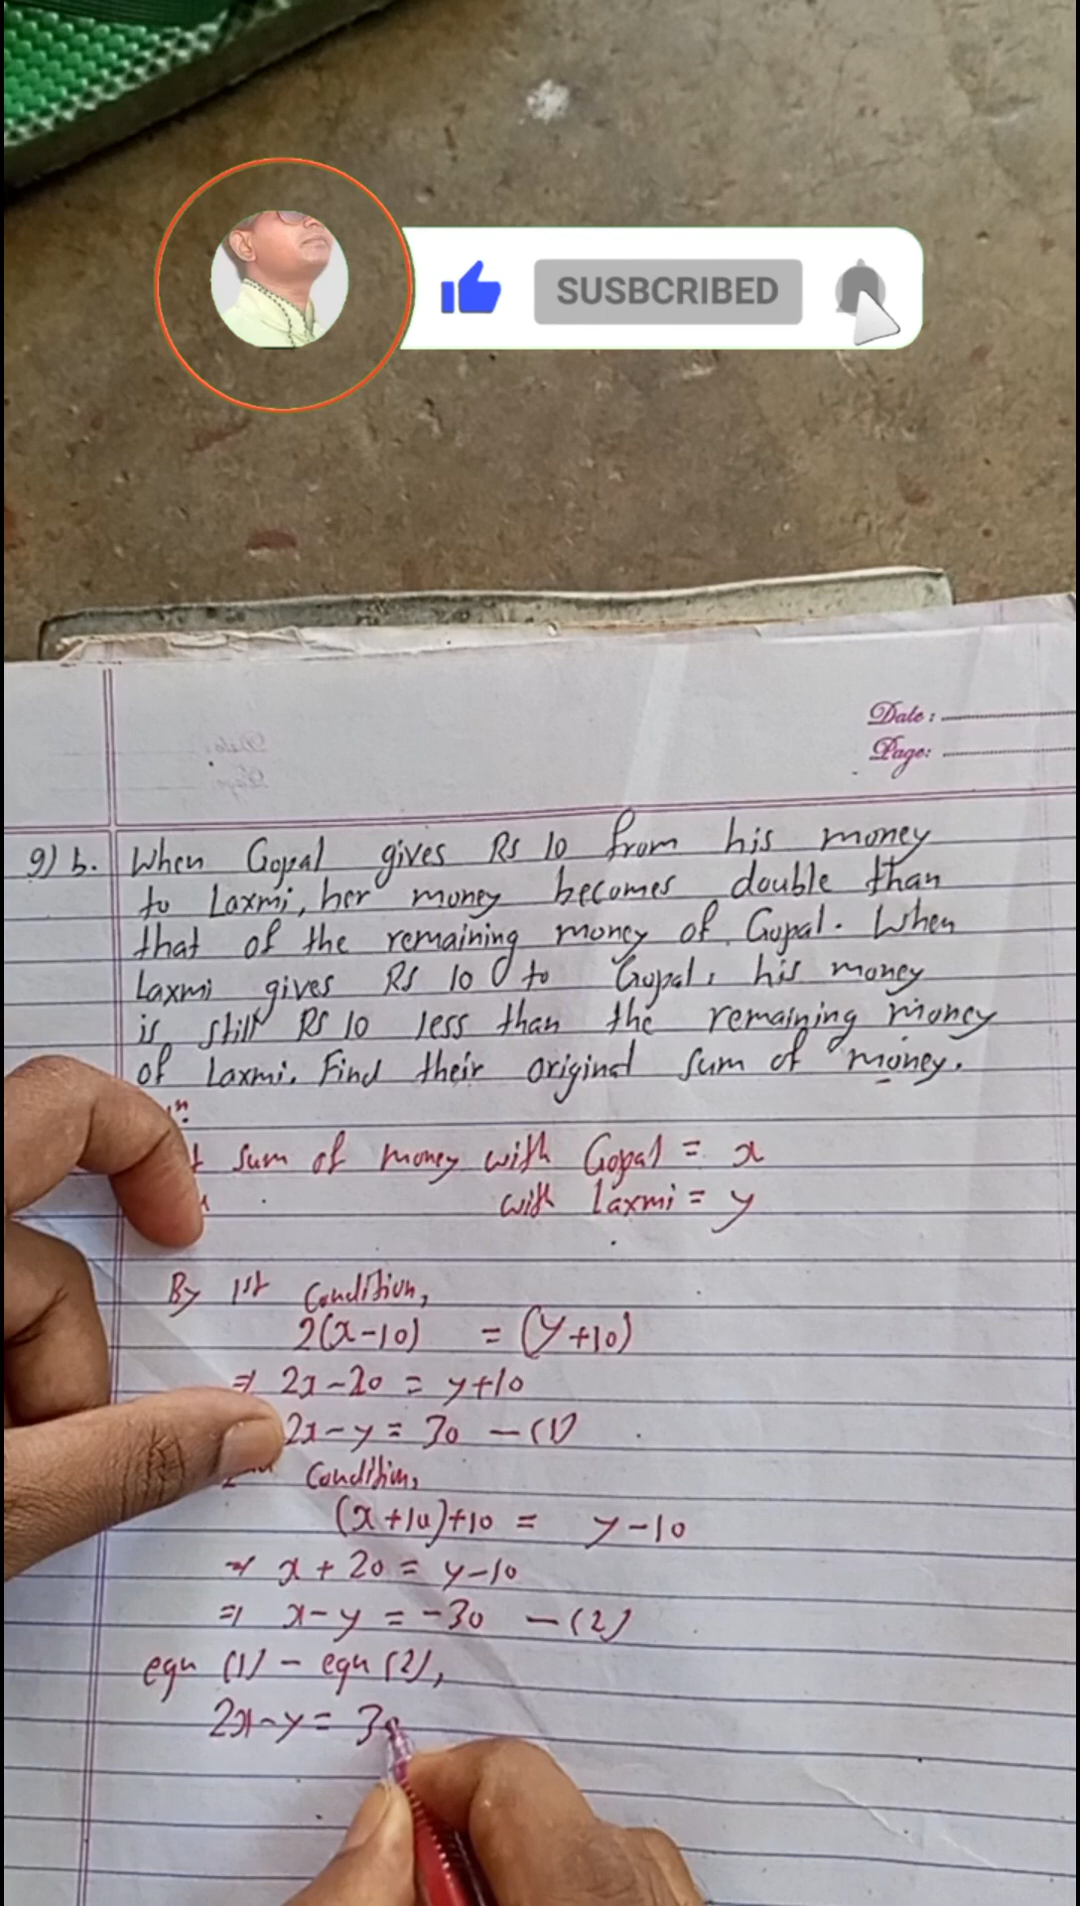 SUSBCRIBED
Date:
Page:
9) b. When Gopal gives Rs 10 from his money
to Laxmi, her money becomes double than
that of the remaining money of Gopal. When
Laxmi gives Rs 10 to Gopal, his money
is still Rs 10 less than the remaining money
of Laxmi. Find their original sum of money.
sum of money with Gopal = x
with Laxmi = y
By 1st Condition,
2(x-10) = (y+10)
⇒ 2x-20 = y+10
2x-y = 30 -(1)
Condition,
(x+10)+10 = y-10
⇒ x + 20 = y-10
⇒ x-y = -30 -(2)
equ (1) - equ (2),
2x-y = 30